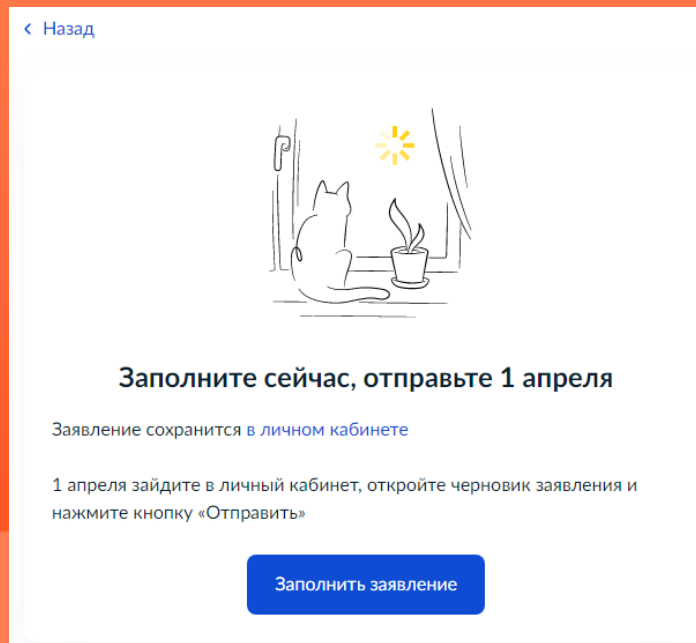 Назад
Заполните сейчас, отправьте 1 апреля
Заявление сохранится в личном кабинете
1 апреля зайдите в личный кабинет, откройте черновик заявления и
нажмите кнопку «Отправить»
Заполнить заявление